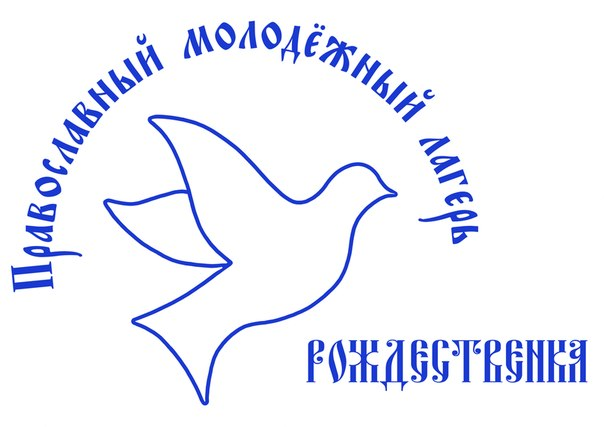 Православный молодёжный лагерь
РОЖДЕСТВЕНКА